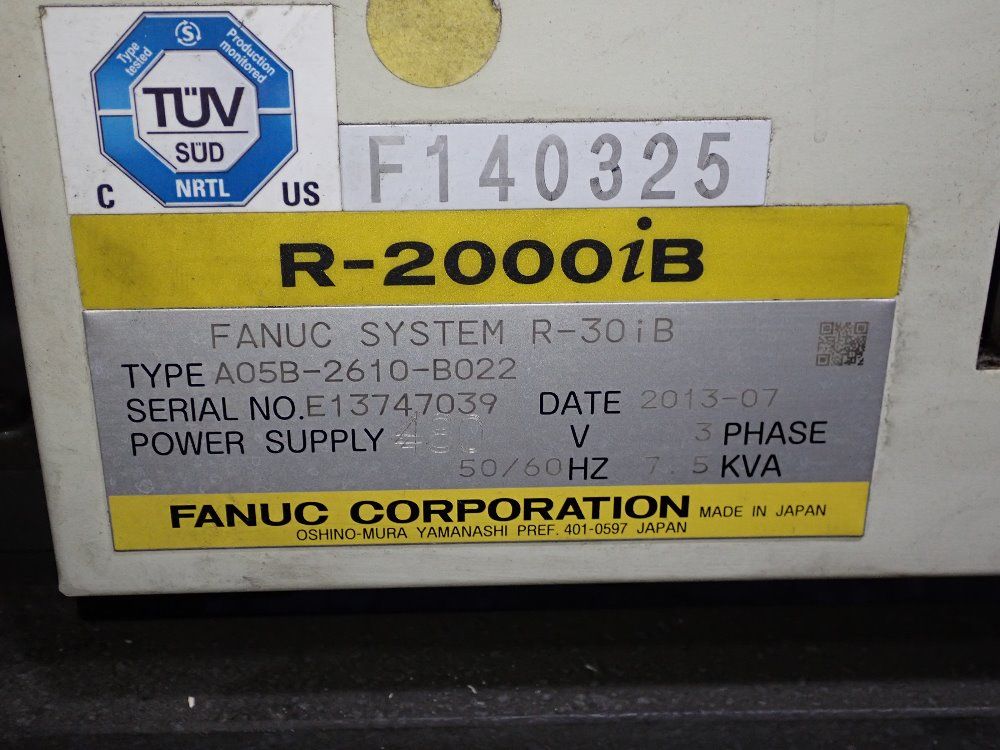 Type tested
Production monitored
TÜV
SÜD
NRTL
C US
F140325
R-2000iB
FANUC SYSTEM R-30iB
TYPE A05B-2610-B022
SERIAL NO. E13747039 DATE 2013-07
POWER SUPPLY 480 V 3 PHASE
50/60 HZ 7.5 KVA
FANUC CORPORATION MADE IN JAPAN
OSHINO-MURA YAMANASHI PREF. 401-0597 JAPAN